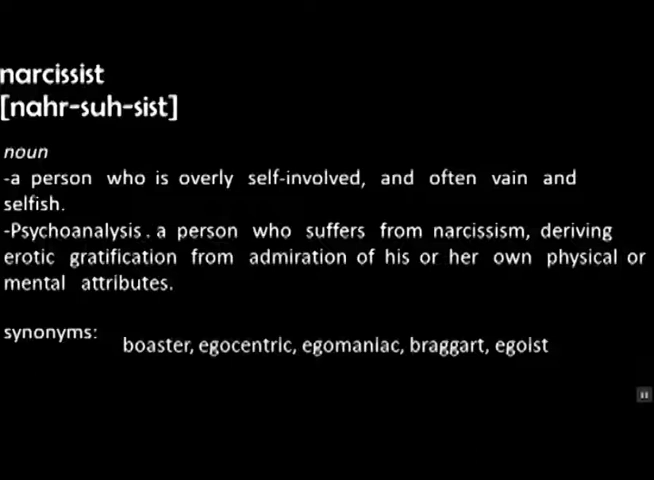 narcissist
[nahr-suh-sist]
noun
-a person who is overly self-involved, and often vain and
selfish.
-Psychoanalysis. a person who suffers from narcissism, deriving
erotic gratification from admiration of his or her own physical or
mental attributes.
synonyms:
boaster, egocentric, egomaniac, braggart, egoist